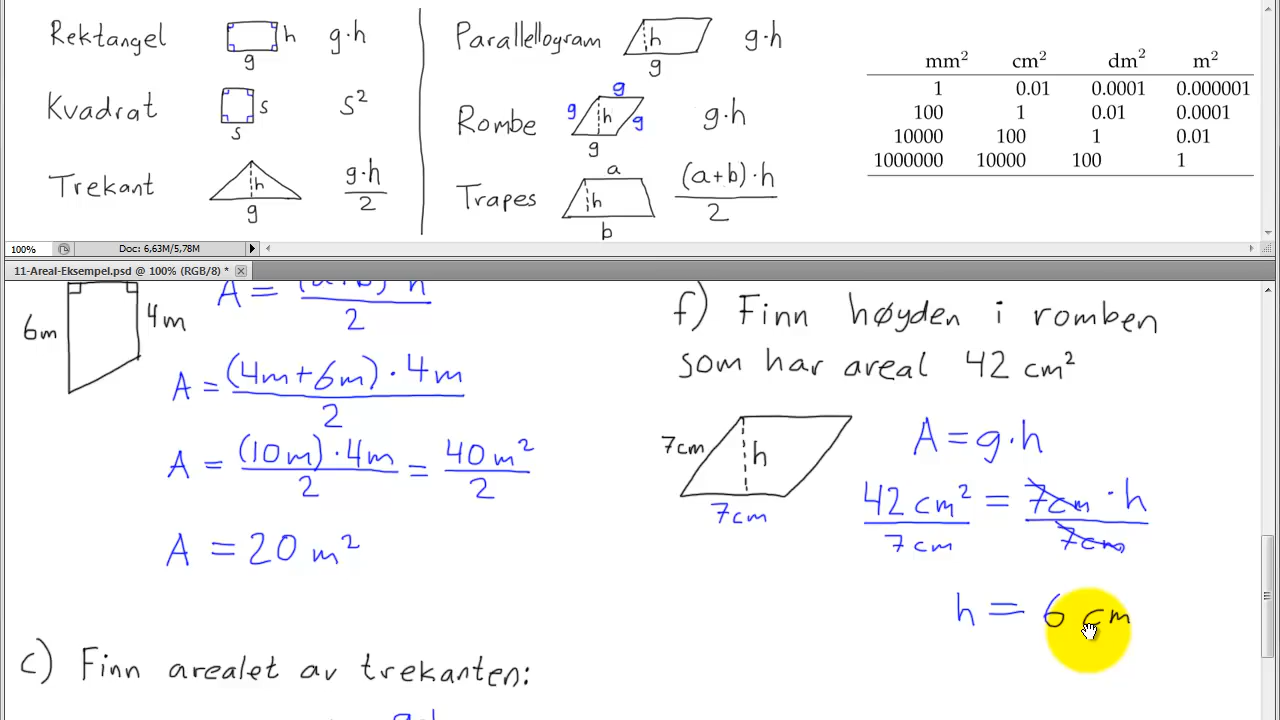 Rektangel h g g·h
Kvadrat s s s²
Trekant h g g·h/2
Parallellogram h g g·h
Rombe g g h g g g·h
Trapes a h b (a+b)·h/2
mm² cm² dm² m²
1 0.01 0.0001 0.000001
100 1 0.01 0.0001
10000 100 1 0.01
1000000 10000 100 1
100% Doc: 6,63M/5,78M
11-Areal-Eksempel.psd @ 100% (RGB/8) *
6m 4m
A = (a+b)·h/2
A = (4m+6m)·4m/2
A = (10m)·4m/2 = 40m²/2
A = 20 m²
c) Finn arealet av trekanten:
f) Finn høyden i romben
som har areal 42 cm²
7cm h 7cm
A = g·h
42 cm²/7cm = 7cm·h/7cm
h = 6 cm